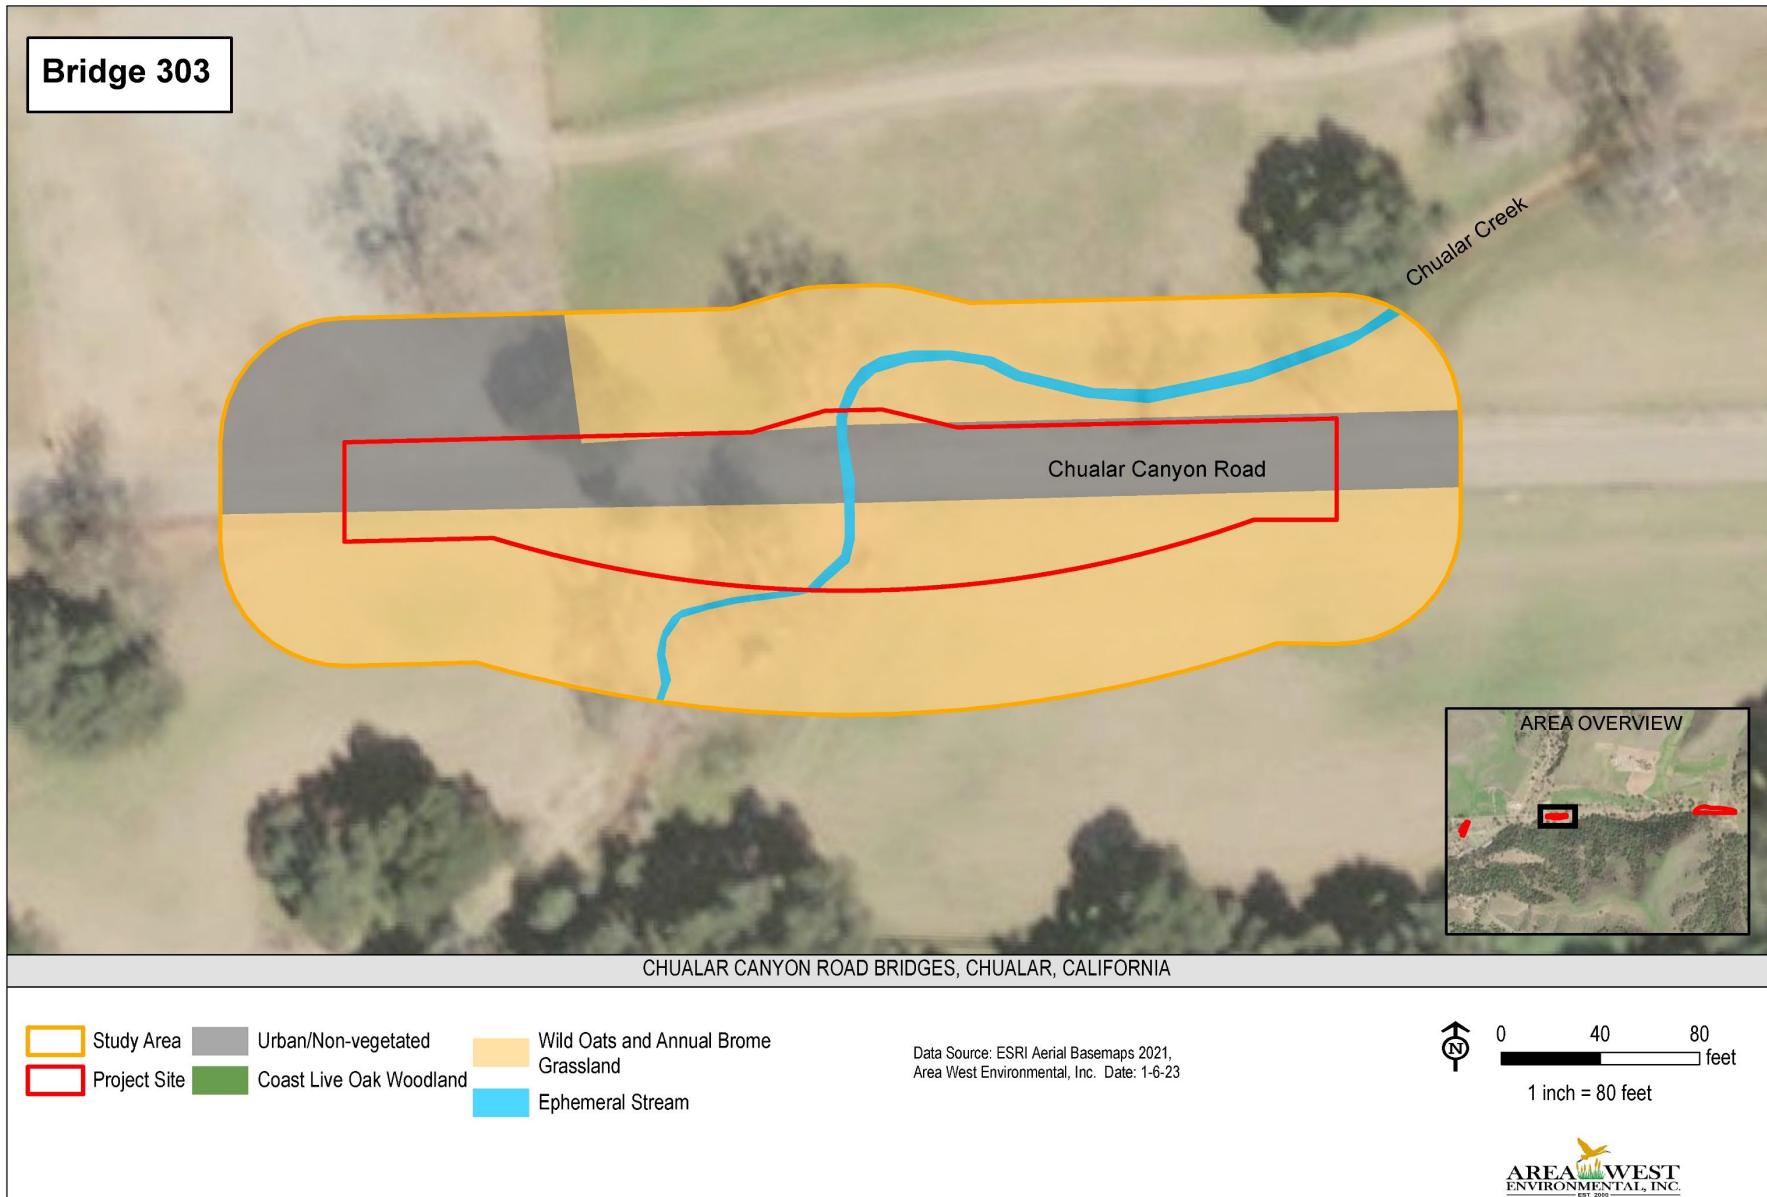 Bridge 303
Chualar Creek
Chualar Canyon Road
AREA OVERVIEW
CHUALAR CANYON ROAD BRIDGES, CHUALAR, CALIFORNIA
Study Area
Project Site
Urban/Non-vegetated
Coast Live Oak Woodland
Wild Oats and Annual Brome
Grassland
Ephemeral Stream
Data Source: ESRI Aerial Basemaps 2021,
Area West Environmental, Inc. Date: 1-6-23
N
0 40 80
feet
1 inch = 80 feet
AREA WEST
ENVIRONMENTAL, INC.
EST 2000